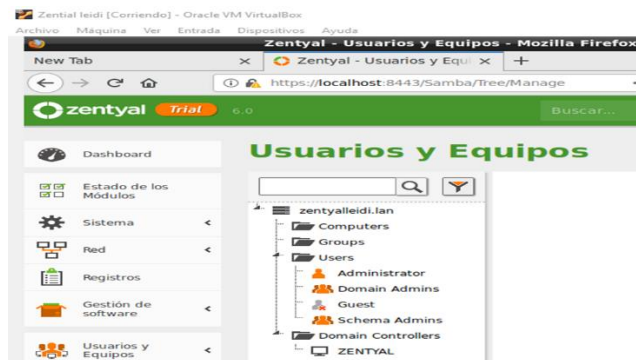 Zential leidi [Corriendo] - Oracle VM VirtualBox
Archivo Máquina Ver Entrada Dispositivos Ayuda
Zentyal - Usuarios y Equipos - Mozilla Firefox
New Tab
Zentyal - Usuarios y Equi
https://localhost:8443/Samba/Tree/Manage
zentyal Trial 6.0
Buscar...
Dashboard
Estado de los
Módulos
Sistema
Red
Registros
Gestión de
software
Usuarios y
Equipos
Usuarios y Equipos
zentyalleidi.lan
Computers
Groups
Users
Administrator
Domain Admins
Guest
Schema Admins
Domain Controllers
ZENTYAL